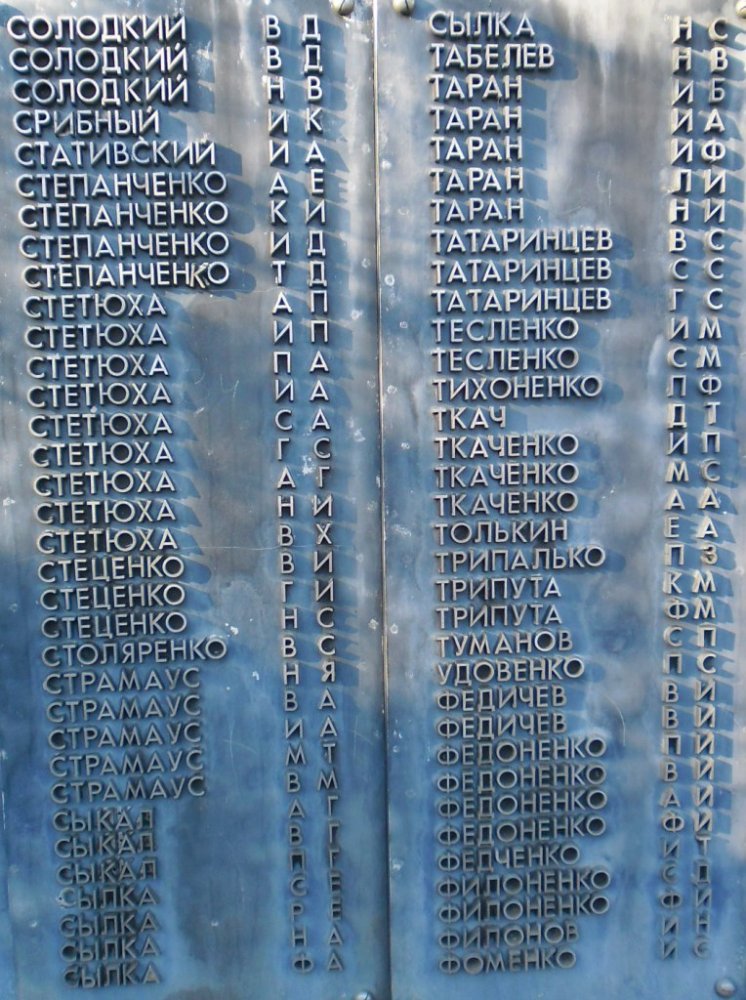 СОЛОДКИЙ В Д
СОЛОДКИЙ В Д
СОЛОДКИЙ Н В
СРИБНЫЙ И К
СТАТИВСКИЙ И А
СТЕПАНЧЕНКО А Е
СТЕПАНЧЕНКО К И
СТЕПАНЧЕНКО И Д
СТЕПАНЧЕНКО Т Д
СТЕТЮХА А П
СТЕТЮХА И П
СТЕТЮХА П А
СТЕТЮХА И А
СТЕТЮХА С А
СТЕТЮХА Г С
СТЕТЮХА А Г
СТЕТЮХА Н И
СТЕТЮХА В Х
СТЕЦЕНКО В И
СТЕЦЕНКО Г И
СТЕЦЕНКО Н С
СТОЛЯРЕНКО В С
СТРАМАУС Н Я
СТРАМАУС В А
СТРАМАУС И А
СТРАМАУС М Т
СТРАМАУС В М
СЫКАЛ А Г
СЫКАЛ В Г
СЫКАЛ П Г
СЫЛКА С Е
СЫЛКА Р Е
СЫЛКА Н А
СЫЛКА Ф А
СЫЛКА Н С
ТАБЕЛЕВ Н В
ТАРАН И Б
ТАРАН И А
ТАРАН И Ф
ТАРАН Л И
ТАРАН Н И
ТАТАРИНЦЕВ В С
ТАТАРИНЦЕВ С С
ТАТАРИНЦЕВ Г С
ТЕСЛЕНКО И М
ТЕСЛЕНКО С М
ТИХОНЕНКО П Ф
ТКАЧ Д Т
ТКАЧЕНКО И П
ТКАЧЕНКО М С
ТКАЧЕНКО А А
ТОЛЬКИН Е А
ТРИПАЛЬКО П З
ТРИПУТА К М
ТРИПУТА Ф М
ТУМАНОВ С П
УДОВЕНКО П С
ФЕДИЧЕВ В И
ФЕДИЧЕВ В И
ФЕДОНЕНКО П И
ФЕДОНЕНКО В И
ФЕДОНЕНКО А И
ФЕДОНЕНКО Ф И
ФЕДЧЕНКО И Т
ФИЛОНЕНКО С Д
ФИЛОНЕНКО Ф И
ФИЛОНОВ И Н
ФОМЕНКО И С